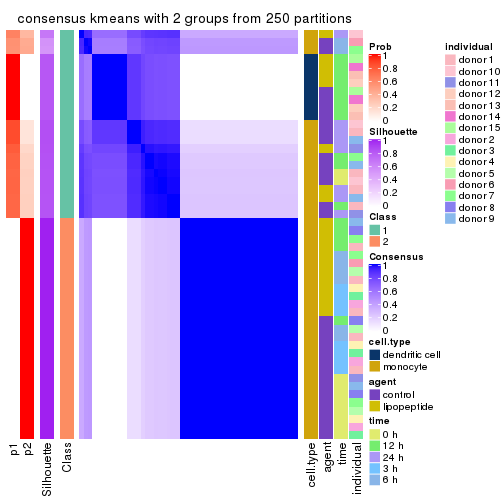 consensus kmeans with 2 groups from 250 partitions
Prob
1
0.8
0.6
0.4
0.2
0
Silhouette
1
0.8
0.6
0.4
0.2
0
Class
1
2
Consensus
1
0.8
0.6
0.4
0.2
0
cell.type
dendritic cell
monocyte
agent
control
lipopeptide
time
0 h
12 h
24 h
3 h
6 h
individual
donor 1
donor 10
donor 11
donor 12
donor 13
donor 14
donor 15
donor 2
donor 3
donor 4
donor 5
donor 6
donor 7
donor 8
donor 9
p1
p2
Silhouette
Class
cell.type
agent
time
individual